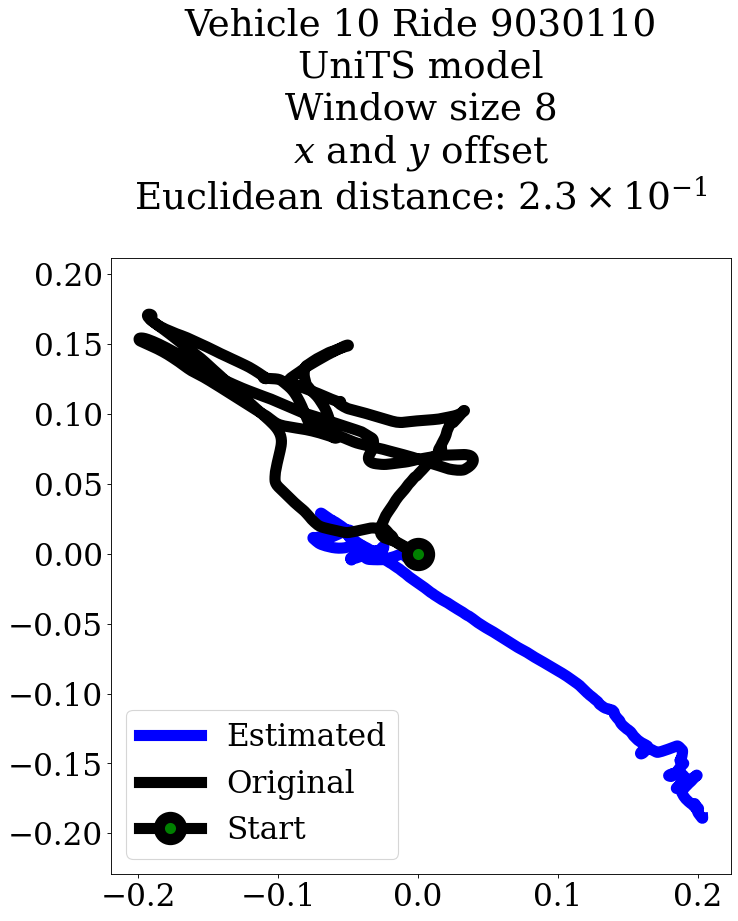 Vehicle 10 Ride 9030110
UniTS model
Window size 8
x and y offset
Euclidean distance: 2.3 × 10⁻¹
0.20
0.15
0.10
0.05
0.00
−0.05
−0.10
−0.15
−0.20
Estimated
Original
Start
−0.2 −0.1 0.0 0.1 0.2